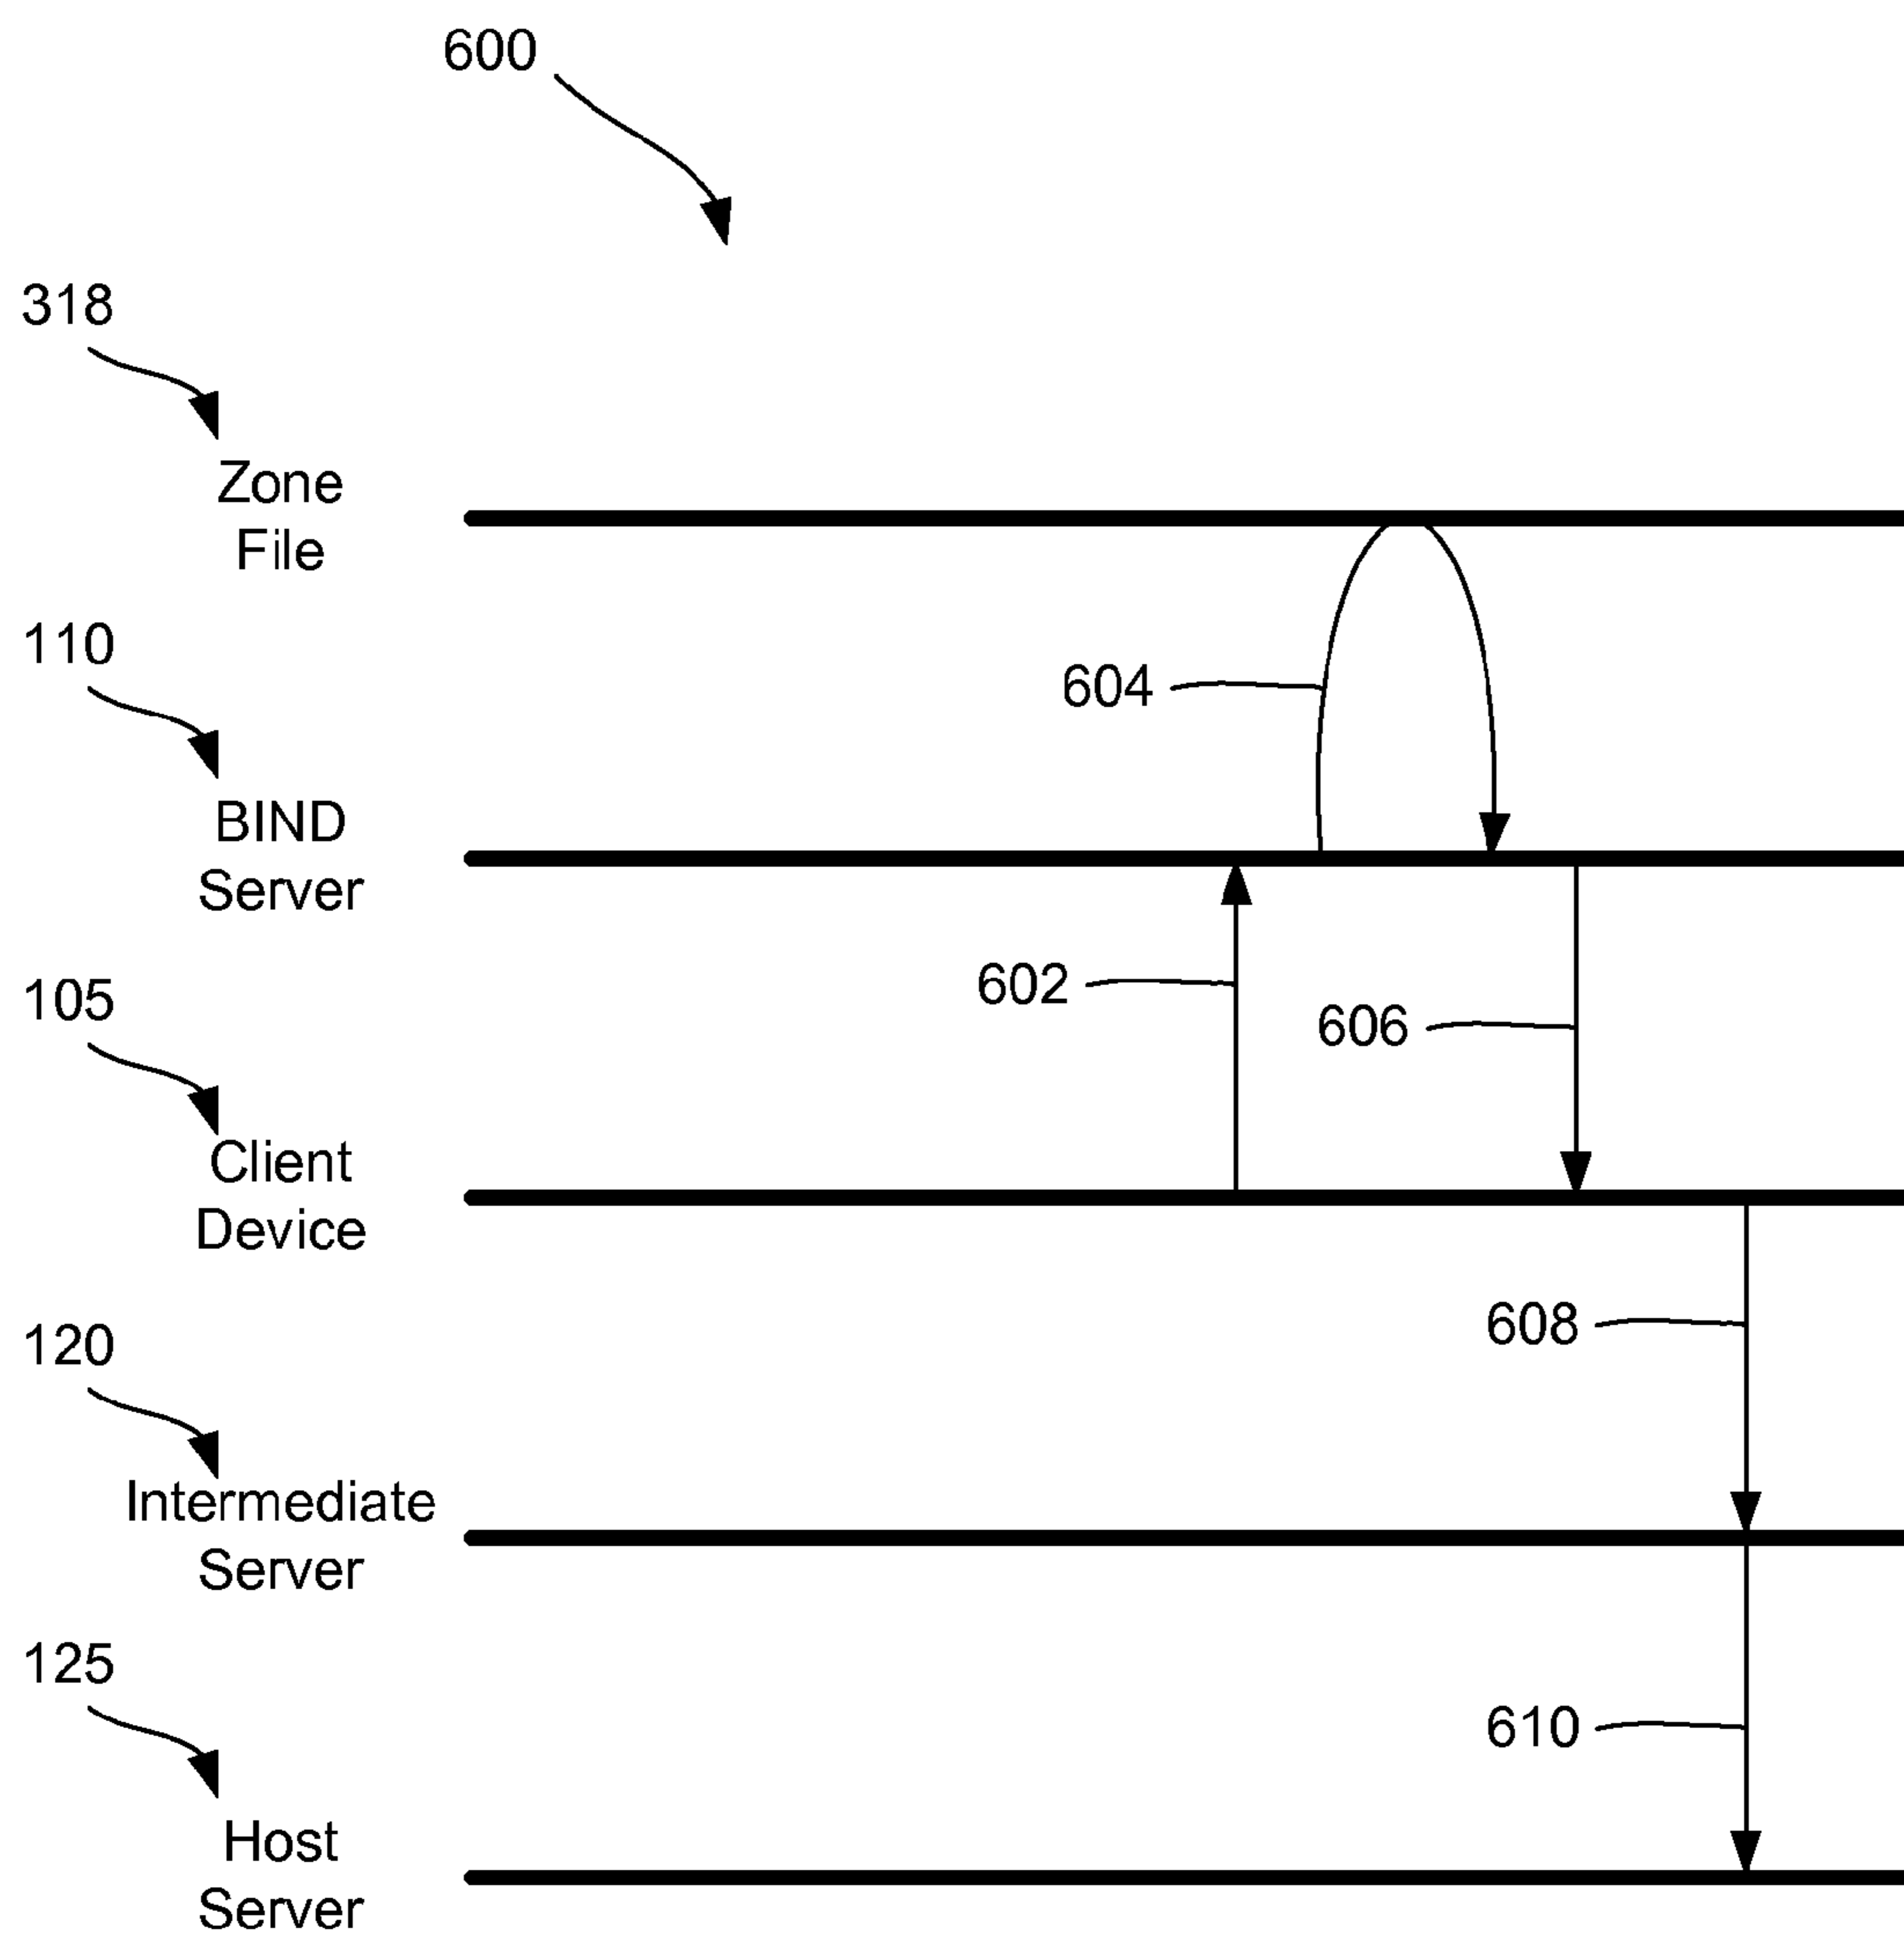 600
318
Zone
File
110
BIND
Server
604
105
602
606
Client
Device
120
608
Intermediate
Server
125
610
Host
Server